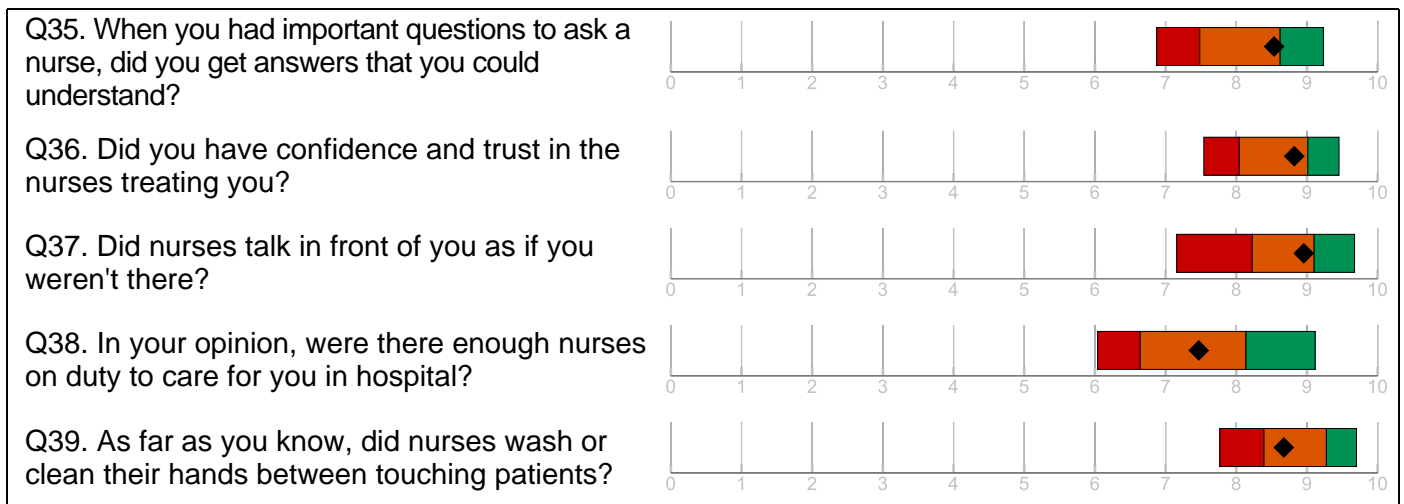 Q35. When you had important questions to ask a
nurse, did you get answers that you could
understand?
0 1 2 3 4 5 6 7 8 9 10
Q36. Did you have confidence and trust in the
nurses treating you?
0 1 2 3 4 5 6 7 8 9 10
Q37. Did nurses talk in front of you as if you
weren't there?
0 1 2 3 4 5 6 7 8 9 10
Q38. In your opinion, were there enough nurses
on duty to care for you in hospital?
0 1 2 3 4 5 6 7 8 9 10
Q39. As far as you know, did nurses wash or
clean their hands between touching patients?
0 1 2 3 4 5 6 7 8 9 10